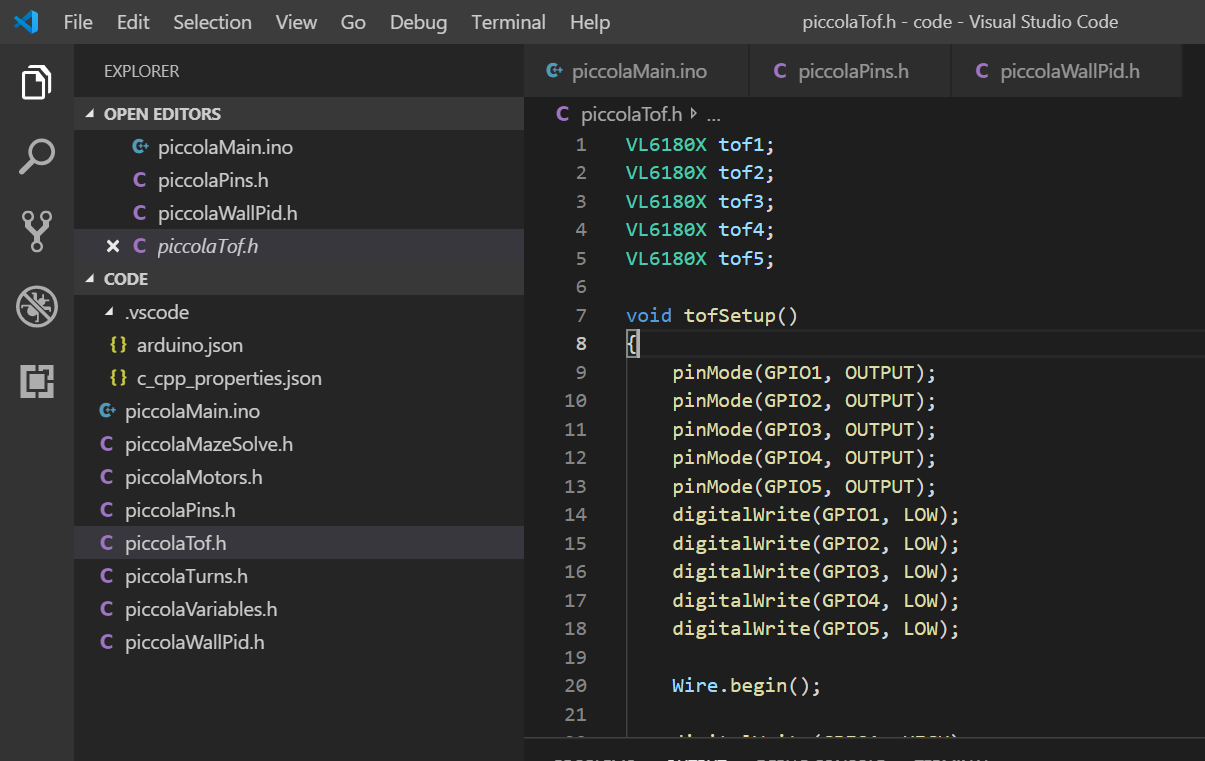 File Edit Selection View Go Debug Terminal Help piccolaTof.h - code - Visual Studio Code
EXPLORER
OPEN EDITORS
piccolaMain.ino
piccolaPins.h
piccolaWallPid.h
piccolaTof.h
CODE
.vscode
{} arduino.json
{} c_cpp_properties.json
piccolaMain.ino
C piccolaMazeSolve.h
C piccolaMotors.h
C piccolaPins.h
C piccolaTof.h
C piccolaTurns.h
C piccolaVariables.h
C piccolaWallPid.h
piccolaMain.ino C piccolaPins.h C piccolaWallPid.h
C piccolaTof.h ...
1 VL6180X tof1;
2 VL6180X tof2;
3 VL6180X tof3;
4 VL6180X tof4;
5 VL6180X tof5;
6
7 void tofSetup()
8 {
9 pinMode(GPIO1, OUTPUT);
10 pinMode(GPIO2, OUTPUT);
11 pinMode(GPIO3, OUTPUT);
12 pinMode(GPIO4, OUTPUT);
13 pinMode(GPIO5, OUTPUT);
14 digitalWrite(GPIO1, LOW);
15 digitalWrite(GPIO2, LOW);
16 digitalWrite(GPIO3, LOW);
17 digitalWrite(GPIO4, LOW);
18 digitalWrite(GPIO5, LOW);
19
20 Wire.begin();
21